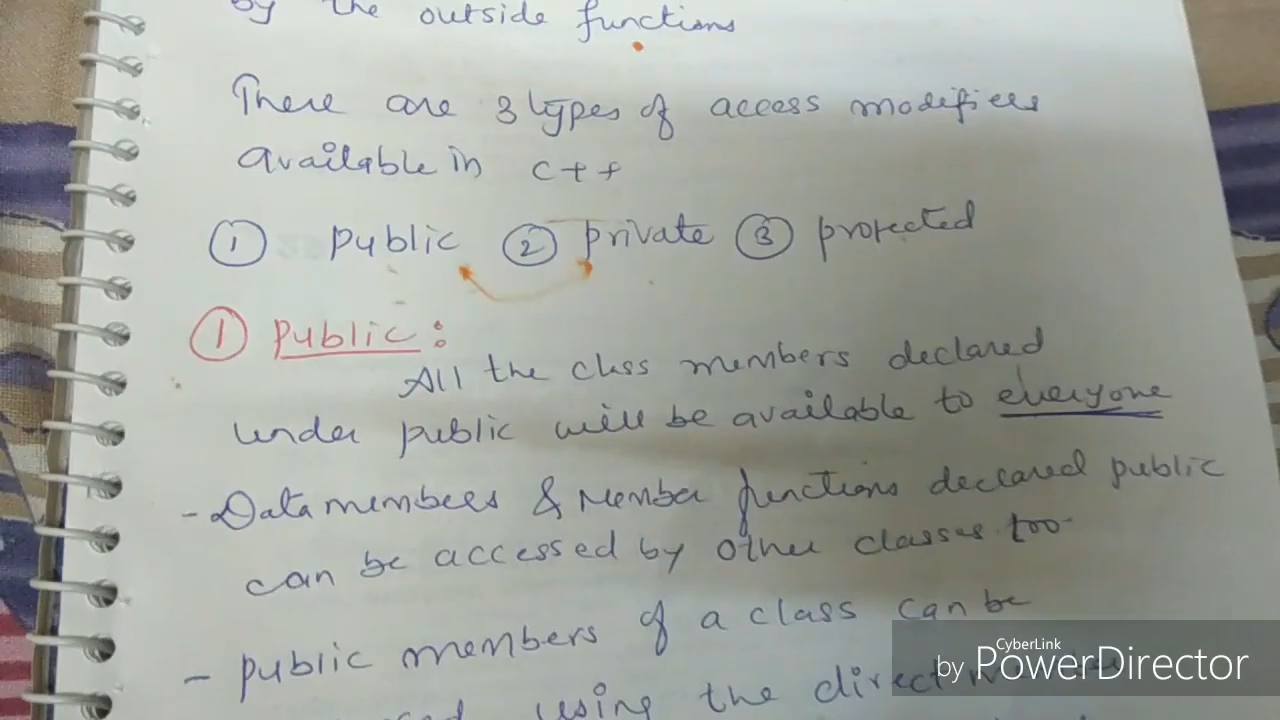 by the outside functions
There are 3 types of access modifiers
available in C++
① public ② private ③ protected
① public :
All the class members declared
under public will be available to everyone
- Data members & Member functions declared public
can be accessed by other classes too.
- public members of a class can be
using the direct
CyberLink
by PowerDirector